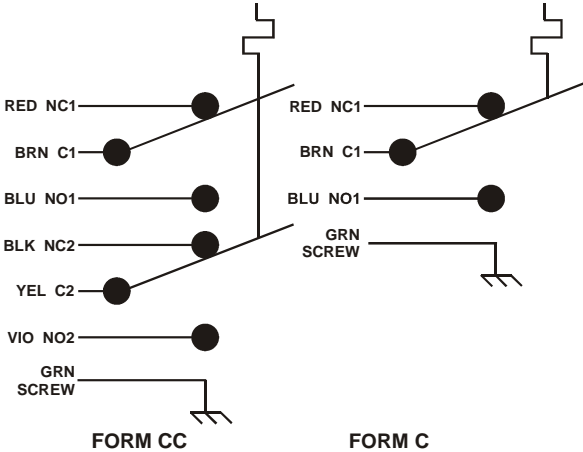 RED NC1
BRN C1
BLU NO1
BLK NC2
YEL C2
VIO NO2
GRN
SCREW
FORM CC
RED NC1
BRN C1
BLU NO1
GRN
SCREW
FORM C